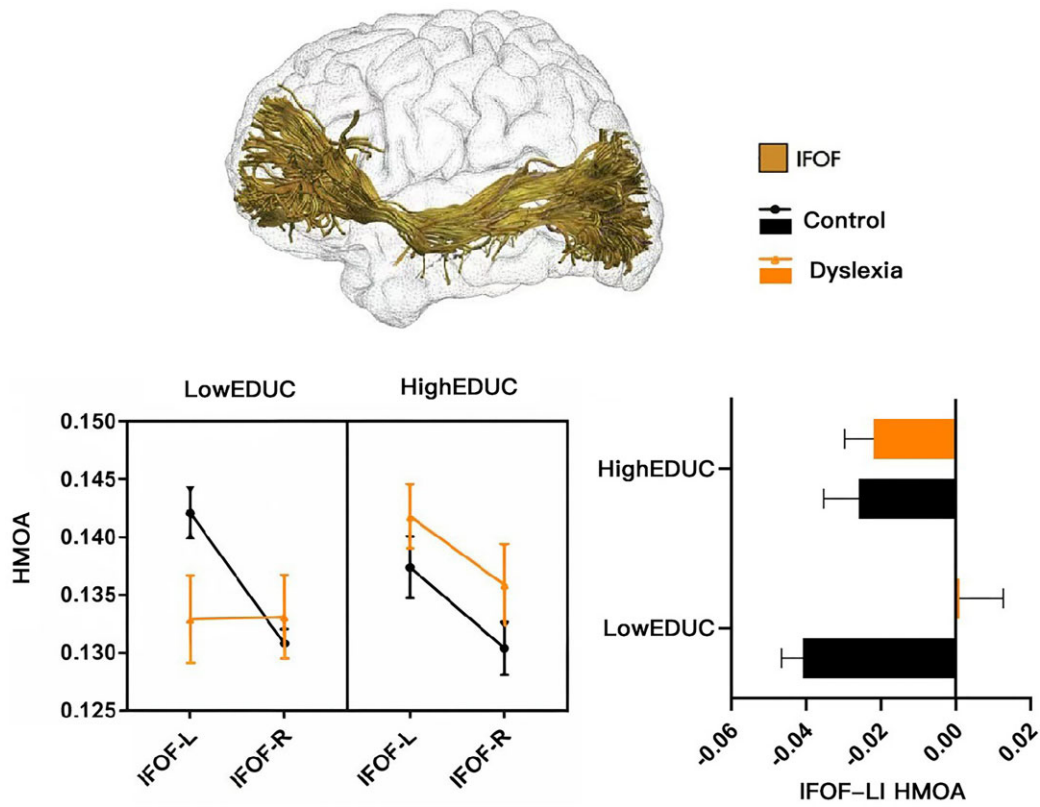 IFOF
Control
Dyslexia
LowEDUC
HighEDUC
HMOA
0.150
0.145
0.140
0.135
0.130
0.125
IFOF-L
IFOF-R
IFOF-L
IFOF-R
HighEDUC
LowEDUC
-0.06
-0.04
-0.02
0.00
0.02
IFOF-LI HMOA